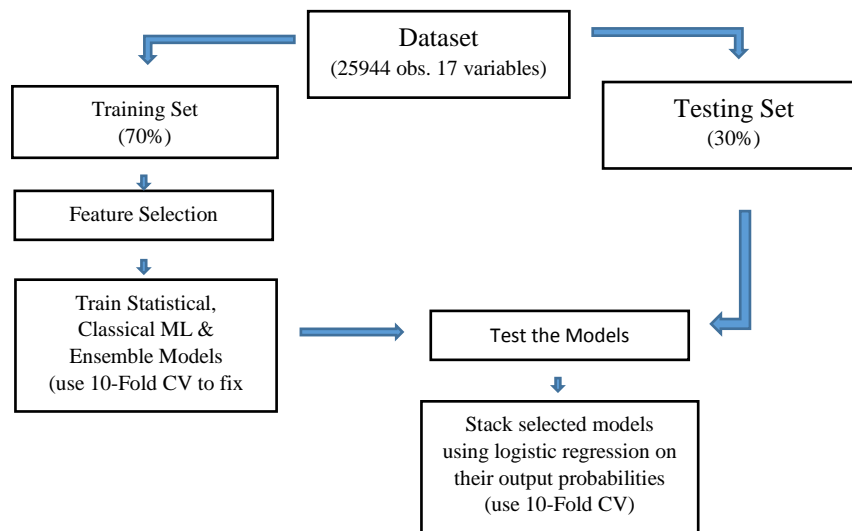 Dataset
(25944 obs. 17 variables)
Training Set
(70%)
Testing Set
(30%)
Feature Selection
Train Statistical,
Classical ML &
Ensemble Models
(use 10-Fold CV to fix
Test the Models
Stack selected models
using logistic regression on
their output probabilities
(use 10-Fold CV)